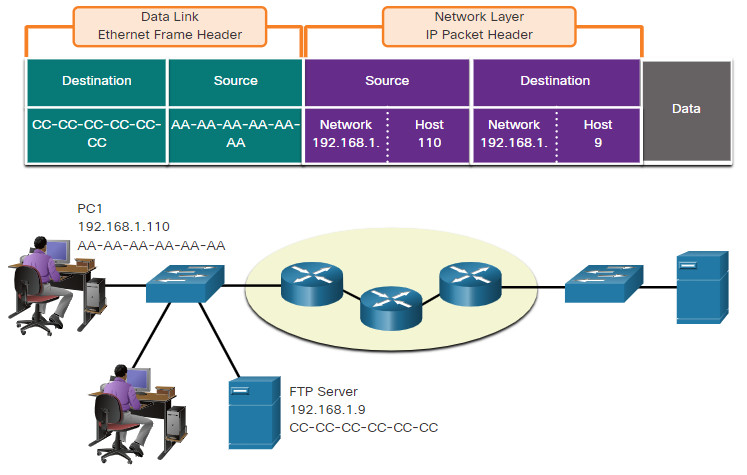 Data Link
Ethernet Frame Header
Network Layer
IP Packet Header
Destination
Source
Source
Destination
Data
CC-CC-CC-CC-CC-
CC
AA-AA-AA-AA-AA-
AA
Network
192.168.1.
Host
110
Network
192.168.1.
Host
9
PC1
192.168.1.110
AA-AA-AA-AA-AA-AA
FTP Server
192.168.1.9
CC-CC-CC-CC-CC-CC